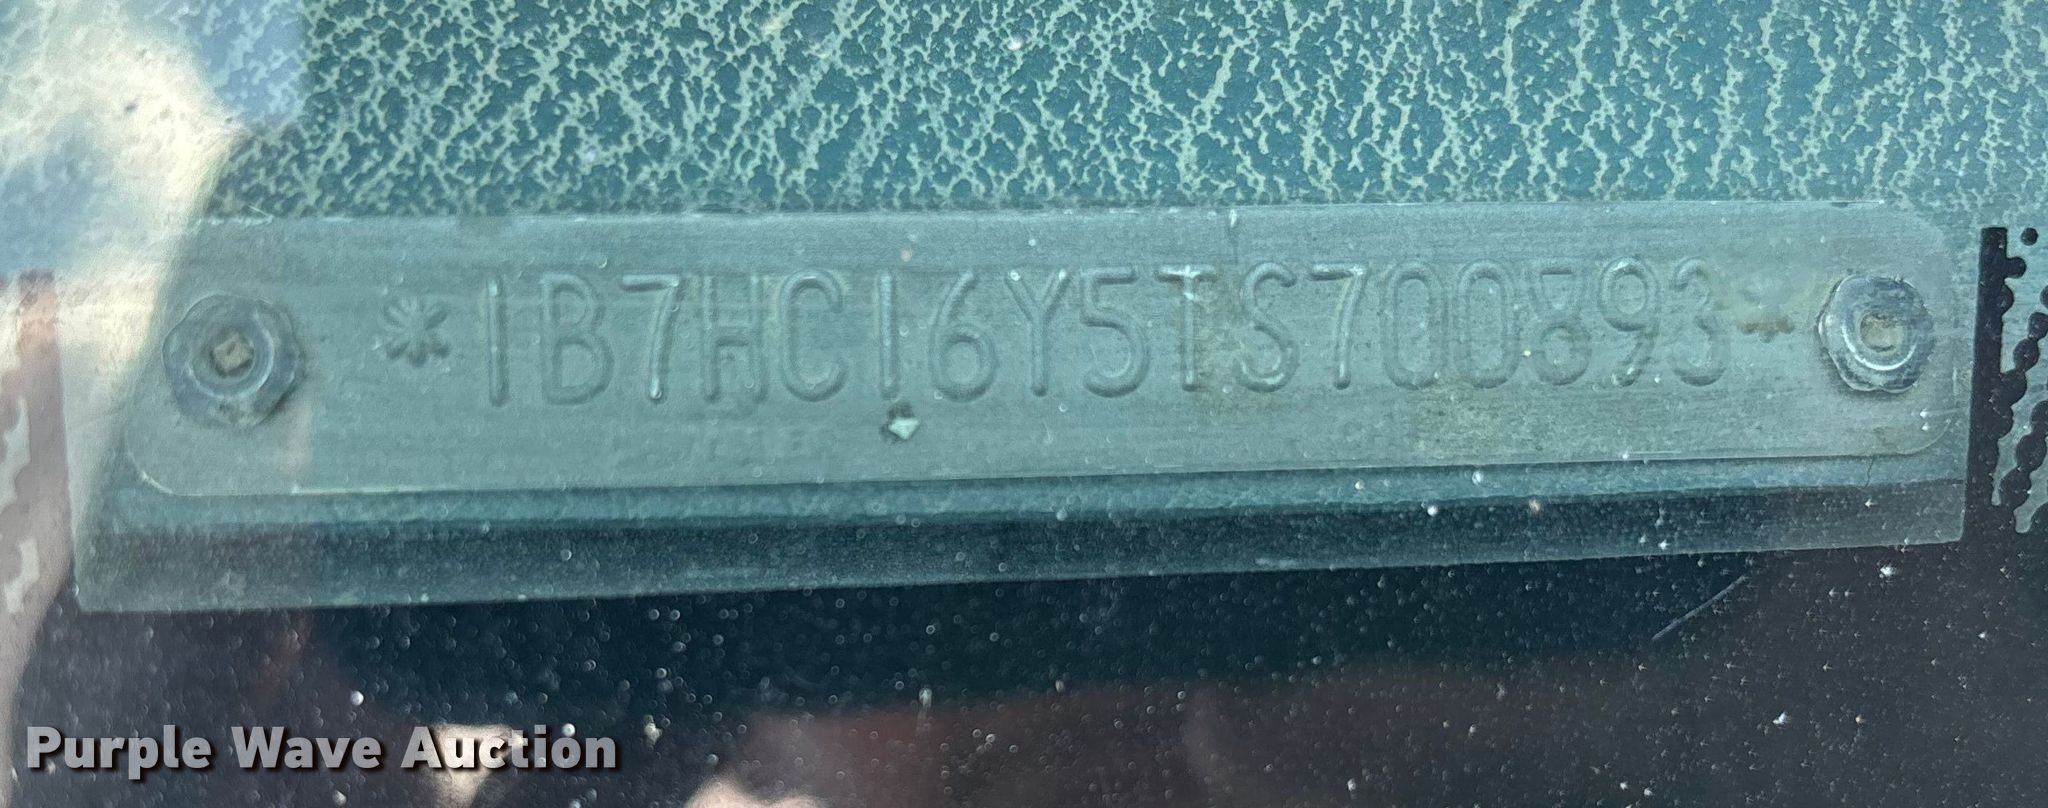 *1B7HC16Y5TS700893*
Purple Wave Auction